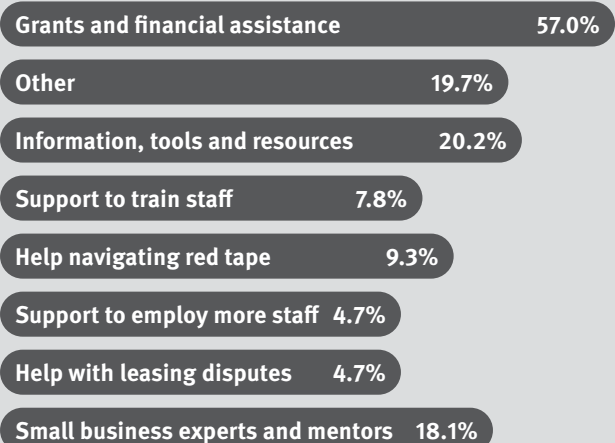 Grants and financial assistance 57.0%
Other 19.7%
Information, tools and resources 20.2%
Support to train staff 7.8%
Help navigating red tape 9.3%
Support to employ more staff 4.7%
Help with leasing disputes 4.7%
Small business experts and mentors 18.1%